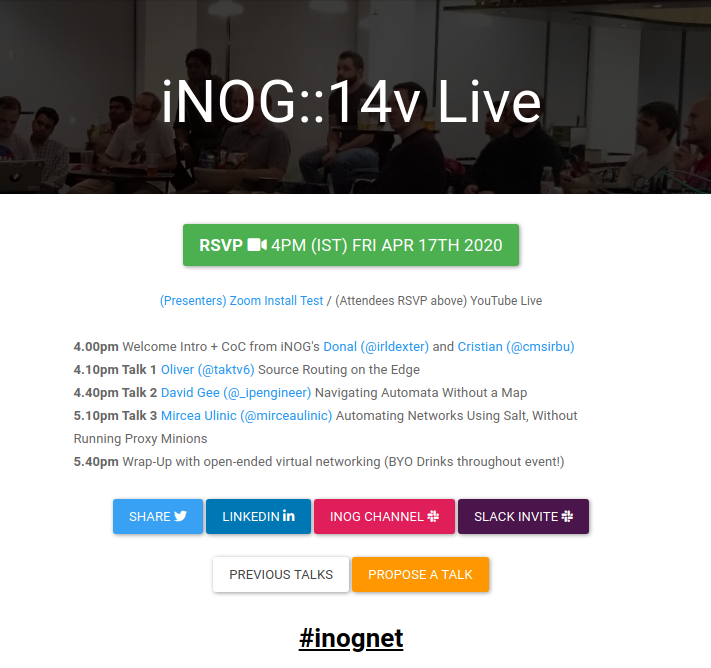 iNOG::14v Live
RSVP 4PM (IST) FRI APR 17TH 2020
(Presenters) Zoom Install Test / (Attendees RSVP above) YouTube Live
4.00pm Welcome Intro + CoC from iNOG's Donal (@irldexter) and Cristian (@cmsirbu)
4.10pm Talk 1 Oliver (@taktv6) Source Routing on the Edge
4.40pm Talk 2 David Gee (@_ipengineer) Navigating Automata Without a Map
5.10pm Talk 3 Mircea Ulinic (@mirceaulinic) Automating Networks Using Salt, Without
Running Proxy Minions
5.40pm Wrap-Up with open-ended virtual networking (BYO Drinks throughout event!)
SHARE LINKEDIN in INOG CHANNEL SLACK INVITE
PREVIOUS TALKS PROPOSE A TALK
#inognet